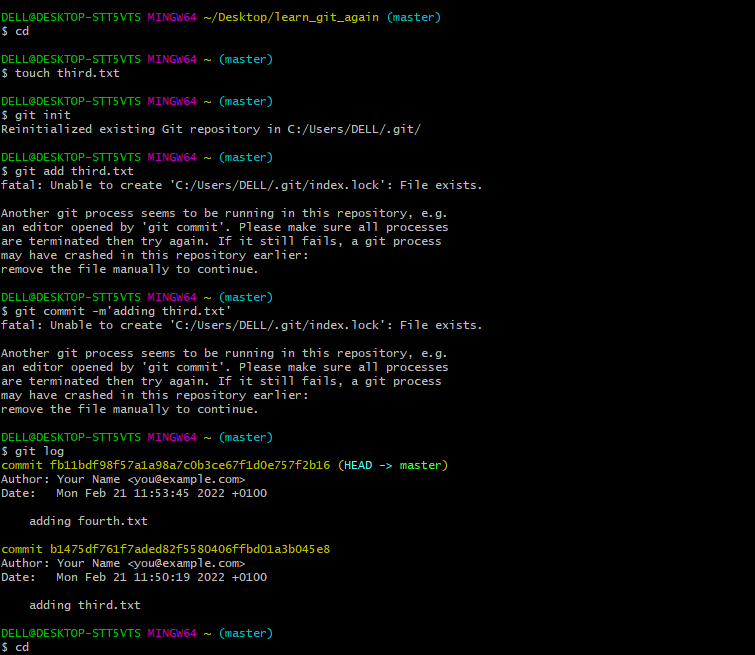 DELL@DESKTOP-STT5VTS MINGW64 ~/Desktop/learn_git_again (master)
$ cd
DELL@DESKTOP-STT5VTS MINGW64 ~ (master)
$ touch third.txt
DELL@DESKTOP-STT5VTS MINGW64 ~ (master)
$ git init
Reinitialized existing Git repository in C:/Users/DELL/.git/
DELL@DESKTOP-STT5VTS MINGW64 ~ (master)
$ git add third.txt
fatal: Unable to create 'C:/Users/DELL/.git/index.lock': File exists.
Another git process seems to be running in this repository, e.g.
an editor opened by 'git commit'. Please make sure all processes
are terminated then try again. If it still fails, a git process
may have crashed in this repository earlier:
remove the file manually to continue.
DELL@DESKTOP-STT5VTS MINGW64 ~ (master)
$ git commit -m'adding third.txt'
fatal: Unable to create 'C:/Users/DELL/.git/index.lock': File exists.
Another git process seems to be running in this repository, e.g.
an editor opened by 'git commit'. Please make sure all processes
are terminated then try again. If it still fails, a git process
may have crashed in this repository earlier:
remove the file manually to continue.
DELL@DESKTOP-STT5VTS MINGW64 ~ (master)
$ git log
commit fb11bdf98f57a1a98a7c0b3ce67f1d0e757f2b16 (HEAD -> master)
Author: Your Name <you@example.com>
Date:   Mon Feb 21 11:53:45 2022 +0100
    adding fourth.txt
commit b1475df761f7aded82f5580406ffbd01a3b045e8
Author: Your Name <you@example.com>
Date:   Mon Feb 21 11:50:19 2022 +0100
    adding third.txt
DELL@DESKTOP-STT5VTS MINGW64 ~ (master)
$ cd